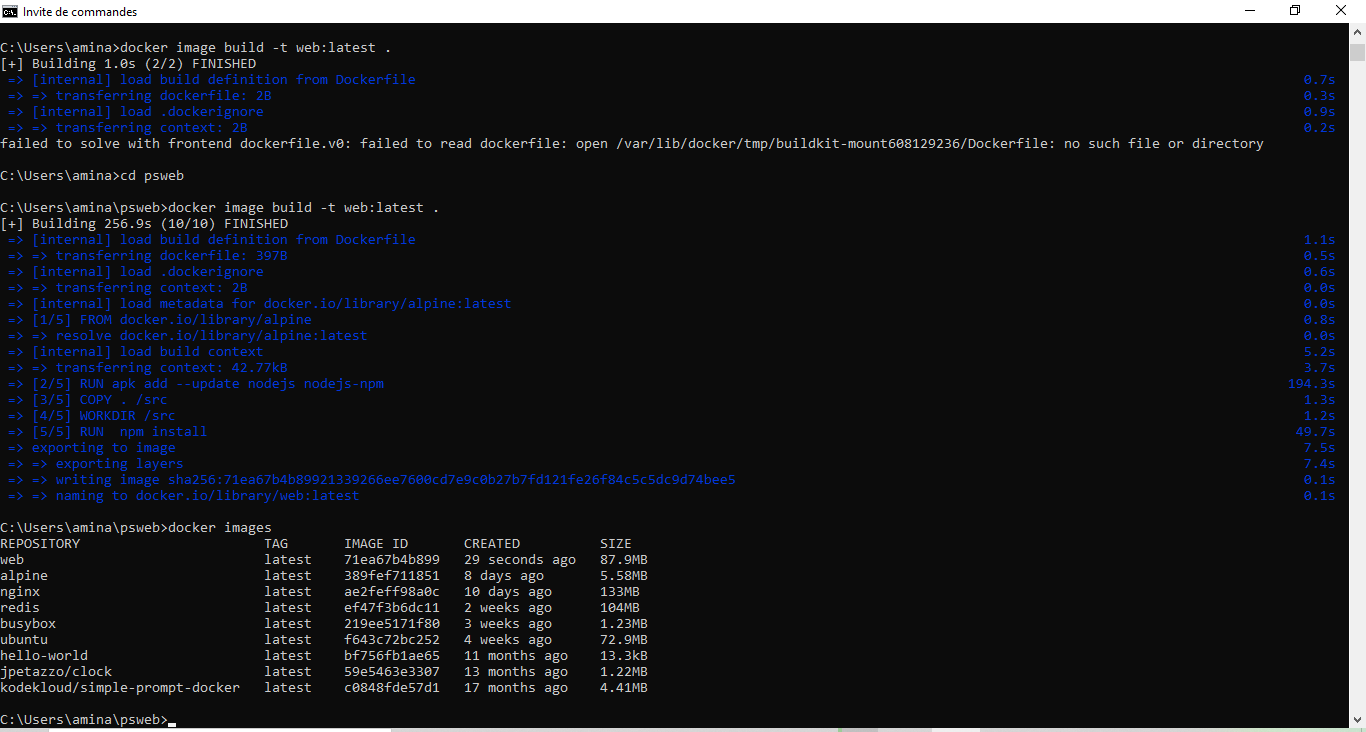 Invite de commandes
C:\Users\amina>docker image build -t web:latest .
[+] Building 1.0s (2/2) FINISHED
=> [internal] load build definition from Dockerfile 0.7s
=> => transferring dockerfile: 2B 0.3s
=> [internal] load .dockerignore 0.9s
=> => transferring context: 2B 0.2s
failed to solve with frontend dockerfile.v0: failed to read dockerfile: open /var/lib/docker/tmp/buildkit-mount608129236/Dockerfile: no such file or directory
C:\Users\amina>cd psweb
C:\Users\amina\psweb>docker image build -t web:latest .
[+] Building 256.9s (10/10) FINISHED
=> [internal] load build definition from Dockerfile 1.1s
=> => transferring dockerfile: 397B 0.5s
=> [internal] load .dockerignore 0.6s
=> => transferring context: 2B 0.0s
=> [internal] load metadata for docker.io/library/alpine:latest 0.0s
=> [1/5] FROM docker.io/library/alpine 0.8s
=> => resolve docker.io/library/alpine:latest 0.0s
=> [internal] load build context 5.2s
=> => transferring context: 42.77kB 3.7s
=> [2/5] RUN apk add --update nodejs nodejs-npm 194.3s
=> [3/5] COPY . /src 1.3s
=> [4/5] WORKDIR /src 1.2s
=> [5/5] RUN  npm install 49.7s
=> exporting to image 7.5s
=> => exporting layers 7.4s
=> => writing image sha256:71ea67b4b89921339266ee7600cd7e9c0b27b7fd121fe26f84c5c5dc9d74bee5 0.1s
=> => naming to docker.io/library/web:latest 0.1s
C:\Users\amina\psweb>docker images
REPOSITORY TAG IMAGE ID CREATED SIZE
web latest 71ea67b4b899 29 seconds ago 87.9MB
alpine latest 389fef711851 8 days ago 5.58MB
nginx latest ae2feff98a0c 10 days ago 133MB
redis latest ef47f3b6dc11 2 weeks ago 104MB
busybox latest 219ee5171f80 3 weeks ago 1.23MB
ubuntu latest f643c72bc252 4 weeks ago 72.9MB
hello-world latest bf756fb1ae65 11 months ago 13.3kB
jpetazzo/clock latest 59e5463e3307 13 months ago 1.22MB
kodekloud/simple-prompt-docker latest c0848fde57d1 17 months ago 4.41MB
C:\Users\amina\psweb>